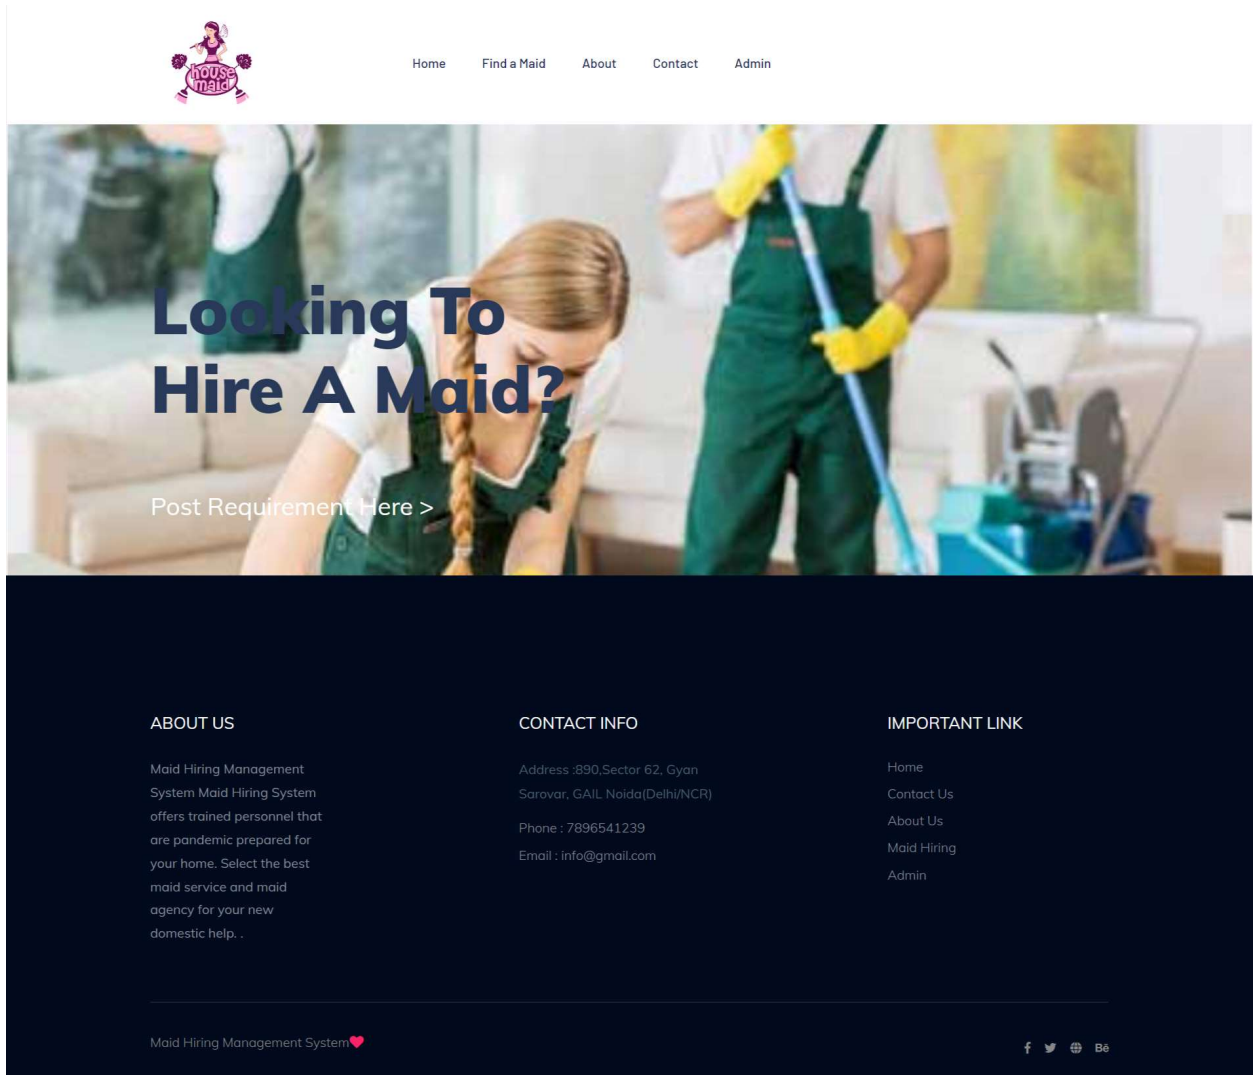 house
maid
Home
Find a Maid
About
Contact
Admin
Looking To
Hire A Maid?
Post Requirement Here >
ABOUT US
Maid Hiring Management
System Maid Hiring System
offers trained personnel that
are pandemic prepared for
your home. Select the best
maid service and maid
agency for your new
domestic help. .
CONTACT INFO
Address :890,Sector 62, Gyan
Sarovar, GAIL Noida(Delhi/NCR)
Phone : 7896541239
Email : info@gmail.com
IMPORTANT LINK
Home
Contact Us
About Us
Maid Hiring
Admin
Maid Hiring Management System
Bē